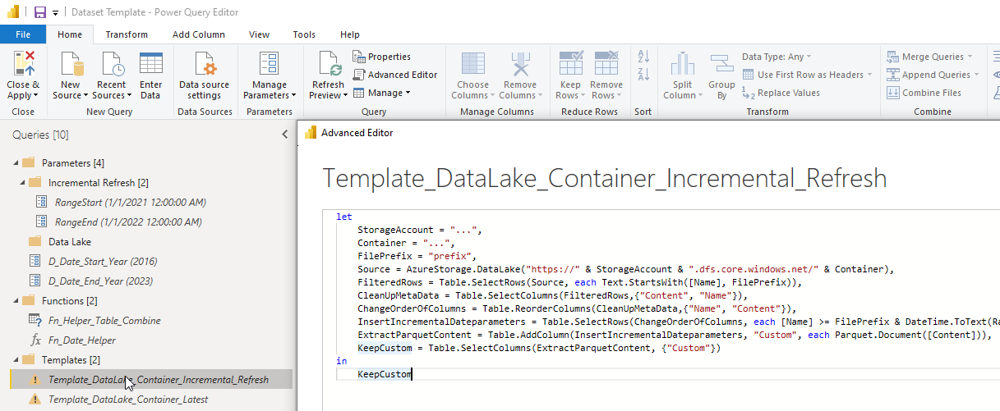 Dataset Template - Power Query Editor
File Home Transform Add Column View Tools Help
Close & Apply
New Source
Recent Sources
Enter Data
Data source settings
Manage Parameters
Refresh Preview
Properties
Advanced Editor
Manage
Choose Columns
Remove Columns
Keep Rows
Remove Rows
Split Column
Group By
Data Type: Any
Use First Row as Headers
Replace Values
Merge Queries
Append Queries
Combine Files
Close New Query Data Sources Parameters Query Manage Columns Reduce Rows Sort Transform Combine
Queries [10]
Parameters [4]
Incremental Refresh [2]
RangeStart (1/1/2021 12:00:00 AM)
RangeEnd (1/1/2022 12:00:00 AM)
Data Lake
D_Date_Start_Year (2016)
D_Date_End_Year (2023)
Functions [2]
Fn_Helper_Table_Combine
Fn_Date_Helper
Templates [2]
Template_DataLake_Container_Incremental_Refresh
Template_DataLake_Container_Latest
Advanced Editor
Template_DataLake_Container_Incremental_Refresh
let
StorageAccount = "...",
Container = "...",
FilePrefix = "prefix",
Source = AzureStorage.DataLake("https://" & StorageAccount & ".dfs.core.windows.net/" & Container),
FilteredRows = Table.SelectRows(Source, each Text.StartsWith([Name], FilePrefix)),
CleanUpMetaData = Table.SelectColumns(FilteredRows,{"Content", "Name"}),
ChangeOrderOfColumns = Table.ReorderColumns(CleanUpMetaData,{"Name", "Content"}),
InsertIncrementalDateparameters = Table.SelectRows(ChangeOrderOfColumns, each [Name] >= FilePrefix & DateTime.ToText(Ra
ExtractParquetContent = Table.AddColumn(InsertIncrementalDateparameters, "Custom", each Parquet.Document([Content])),
KeepCustom = Table.SelectColumns(ExtractParquetContent, {"Custom"})
in
KeepCustom